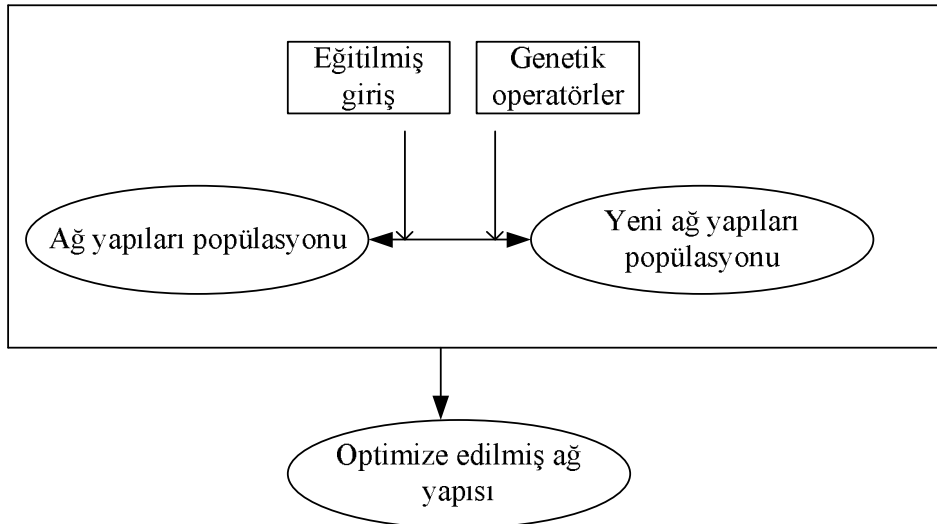 Eğitilmiş
giriş
Genetik
operatörler
Ağ yapıları popülasyonu
Yeni ağ yapıları
popülasyonu
Optimize edilmiş ağ
yapısı